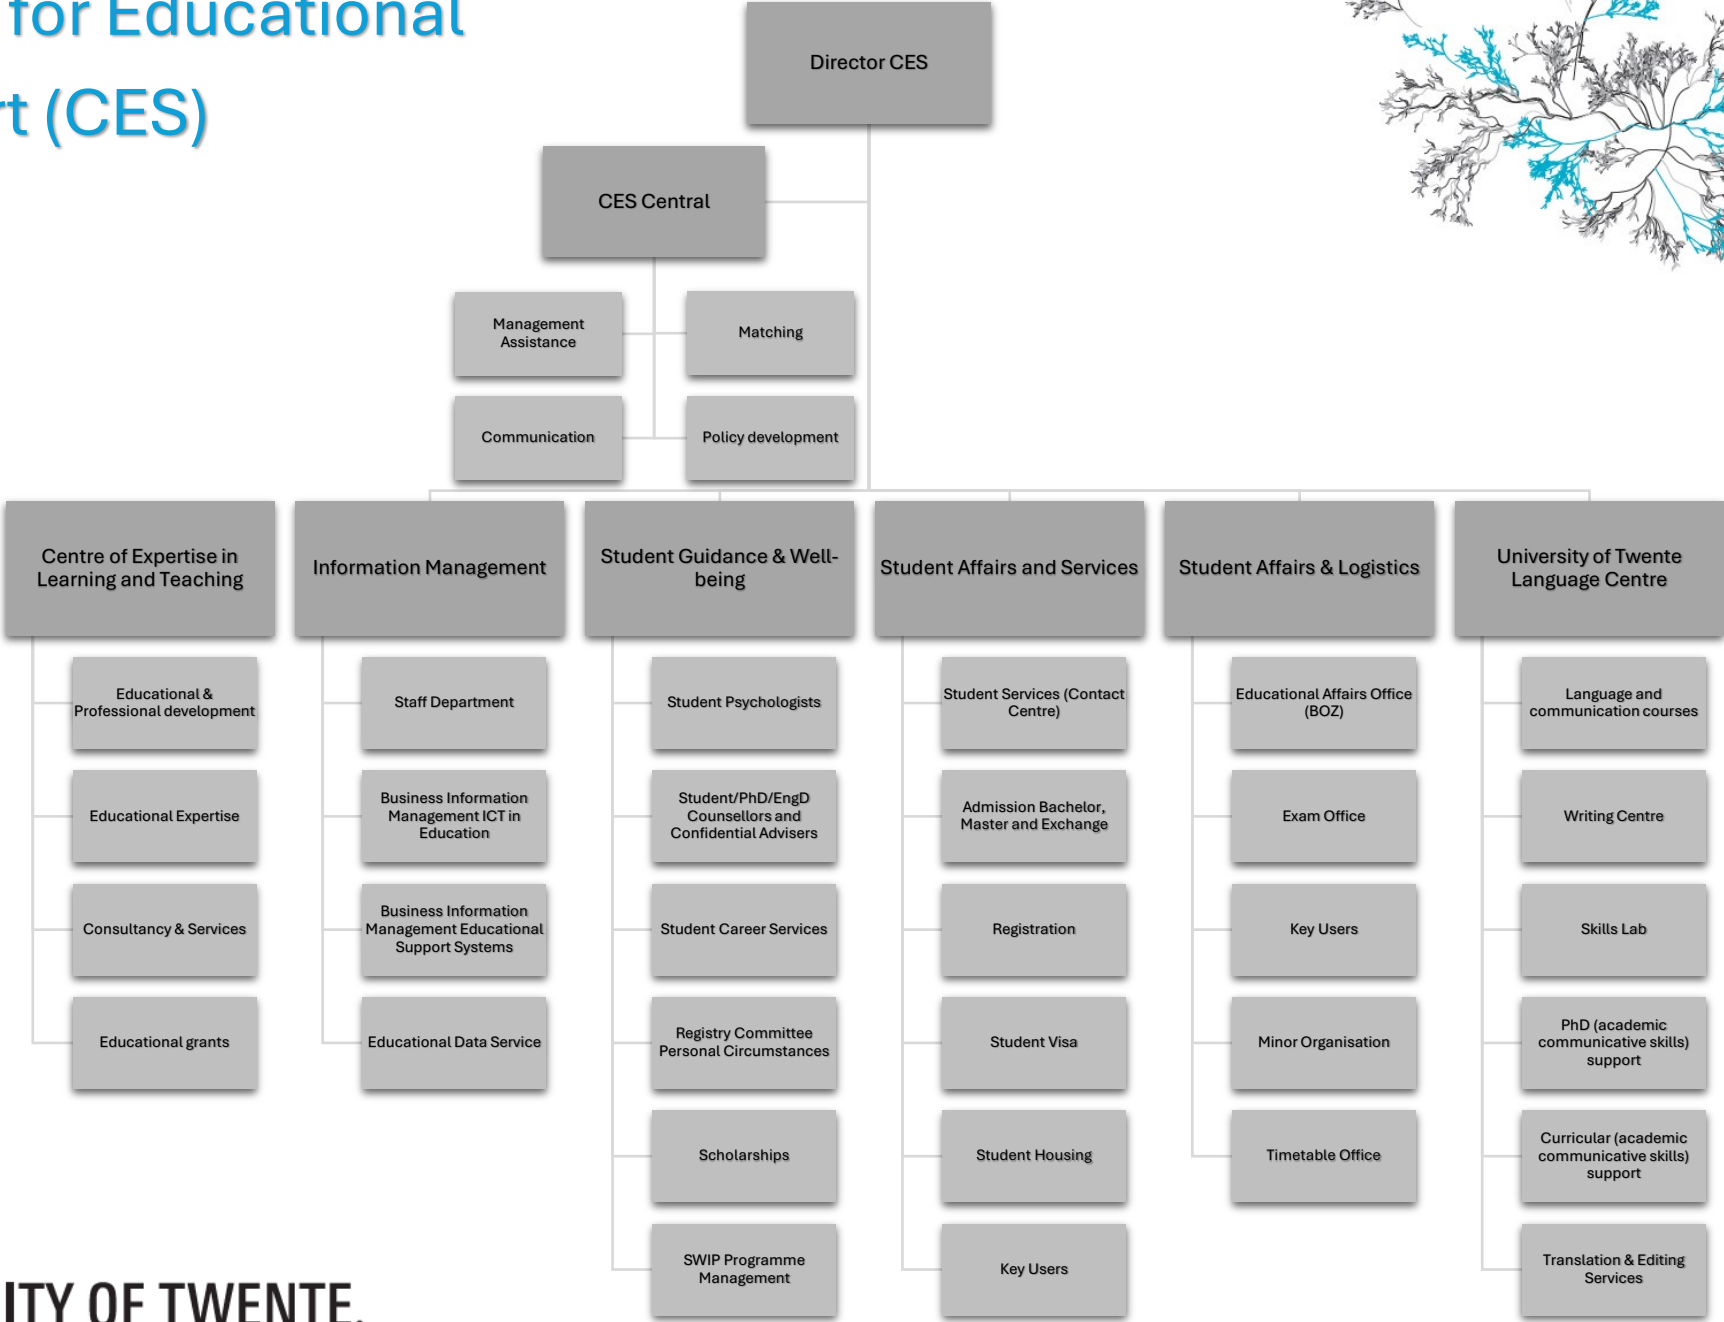 for Educational
(CES)
Director CES
CES Central
Management
Assistance
Matching
Communication
Policy development
Centre of Expertise in
Learning and Teaching
Information Management
Student Guidance & Well-
being
Student Affairs and Services
Student Affairs & Logistics
University of Twente
Language Centre
Educational &
Professional development
Educational Expertise
Consultancy & Services
Educational grants
Staff Department
Business Information
Management ICT in
Education
Business Information
Management Educational
Support Systems
Educational Data Service
Student Psychologists
Student/PhD/EngD
Counsellors and
Confidential Advisers
Student Career Services
Registry Committee
Personal Circumstances
Scholarships
SWIP Programme
Management
Student Services (Contact
Centre)
Admission Bachelor,
Master and Exchange
Registration
Student Visa
Student Housing
Key Users
Educational Affairs Office
(BOZ)
Exam Office
Key Users
Minor Organisation
Timetable Office
Language and
communication courses
Writing Centre
Skills Lab
PhD (academic
communicative skills)
support
Curricular (academic
communicative skills)
support
Translation & Editing
Services
OF TWENTE.